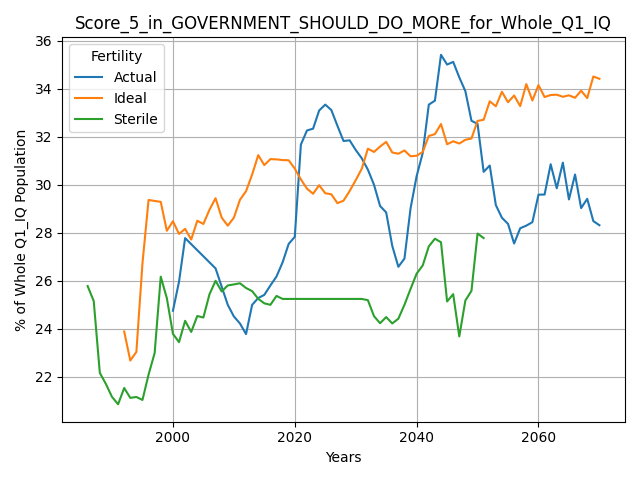 Score_5_in_GOVERNMENT_SHOULD_DO_MORE_for_Whole_Q1_IQ
Fertility
Actual
Ideal
Sterile
% of Whole Q1_IQ Population
36
34
32
30
28
26
24
22
2000 2020 2040 2060
Years